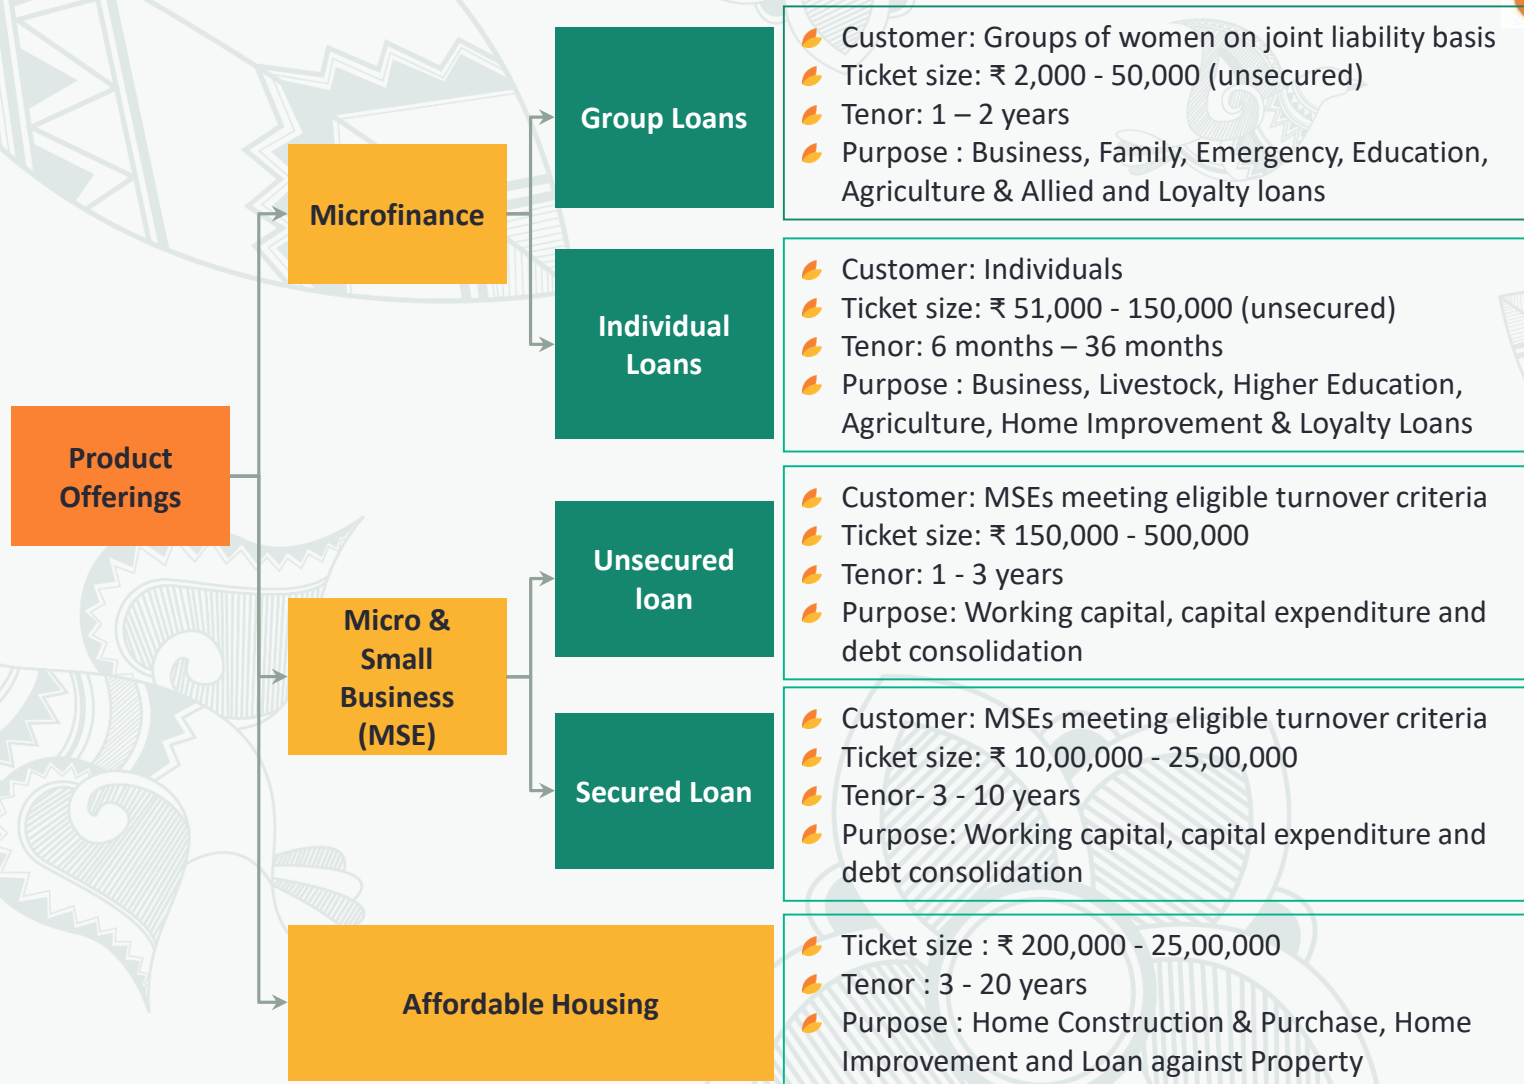 Product
Offerings
Microfinance
Group Loans
Customer: Groups of women on joint liability basis
Ticket size: ₹ 2,000 - 50,000 (unsecured)
Tenor: 1 – 2 years
Purpose : Business, Family, Emergency, Education,
Agriculture & Allied and Loyalty loans
Individual
Loans
Customer: Individuals
Ticket size: ₹ 51,000 - 150,000 (unsecured)
Tenor: 6 months – 36 months
Purpose : Business, Livestock, Higher Education,
Agriculture, Home Improvement & Loyalty Loans
Micro &
Small
Business
(MSE)
Unsecured
loan
Customer: MSEs meeting eligible turnover criteria
Ticket size: ₹ 150,000 - 500,000
Tenor: 1 - 3 years
Purpose: Working capital, capital expenditure and
debt consolidation
Secured Loan
Customer: MSEs meeting eligible turnover criteria
Ticket size: ₹ 10,00,000 - 25,00,000
Tenor- 3 - 10 years
Purpose: Working capital, capital expenditure and
debt consolidation
Affordable Housing
Ticket size : ₹ 200,000 - 25,00,000
Tenor : 3 - 20 years
Purpose : Home Construction & Purchase, Home
Improvement and Loan against Property